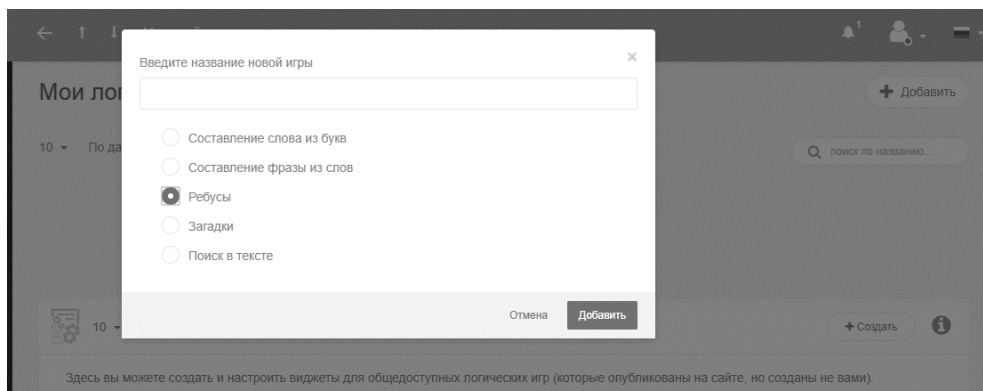 1
Введите название новой игры
×
Мои лог
+ Добавить
Составление слова из букв
10 По да
поиск по названию...
Составление фразы из слов
Ребусы
Загадки
Поиск в тексте
Отмена Добавить
10
+ Создать
Здесь вы можете создать и настроить виджеты для общедоступных логических игр (которые опубликованы на сайте, но созданы не вами).